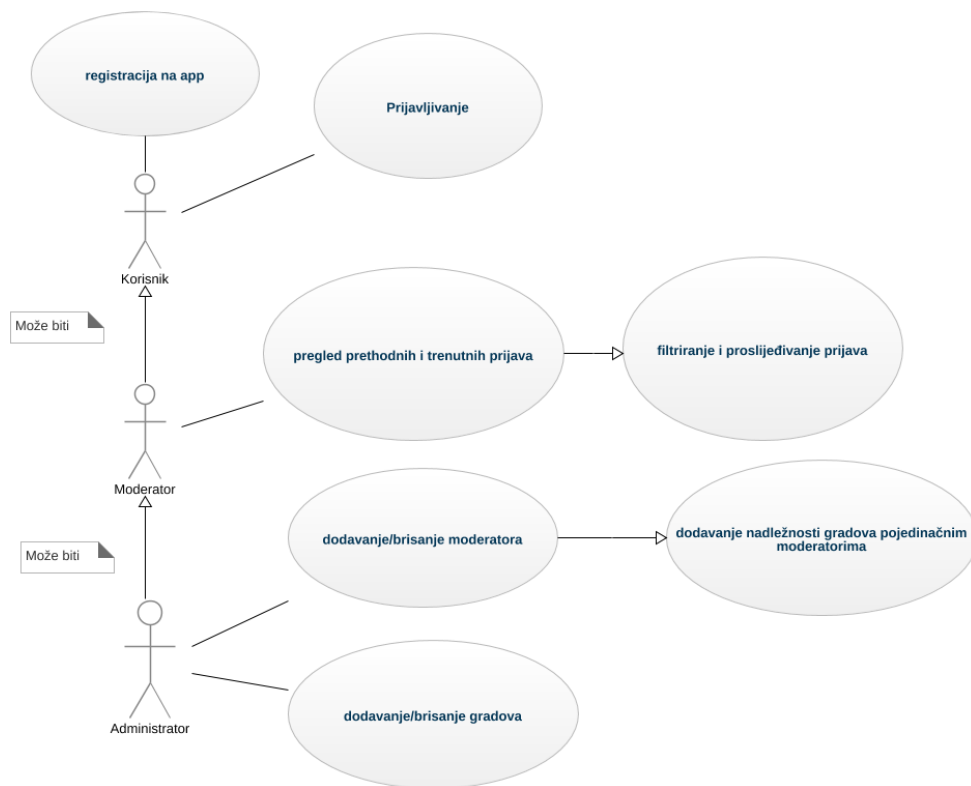 registracija na app
Prijavljivanje
Korisnik
Može biti
pregled prethodnih i trenutnih prijava
filtriranje i proslijeđivanje prijava
Moderator
dodavanje/brisanje moderatora
dodavanje nadležnosti gradova pojedinačnim
moderatorima
Može biti
Administrator
dodavanje/brisanje gradova